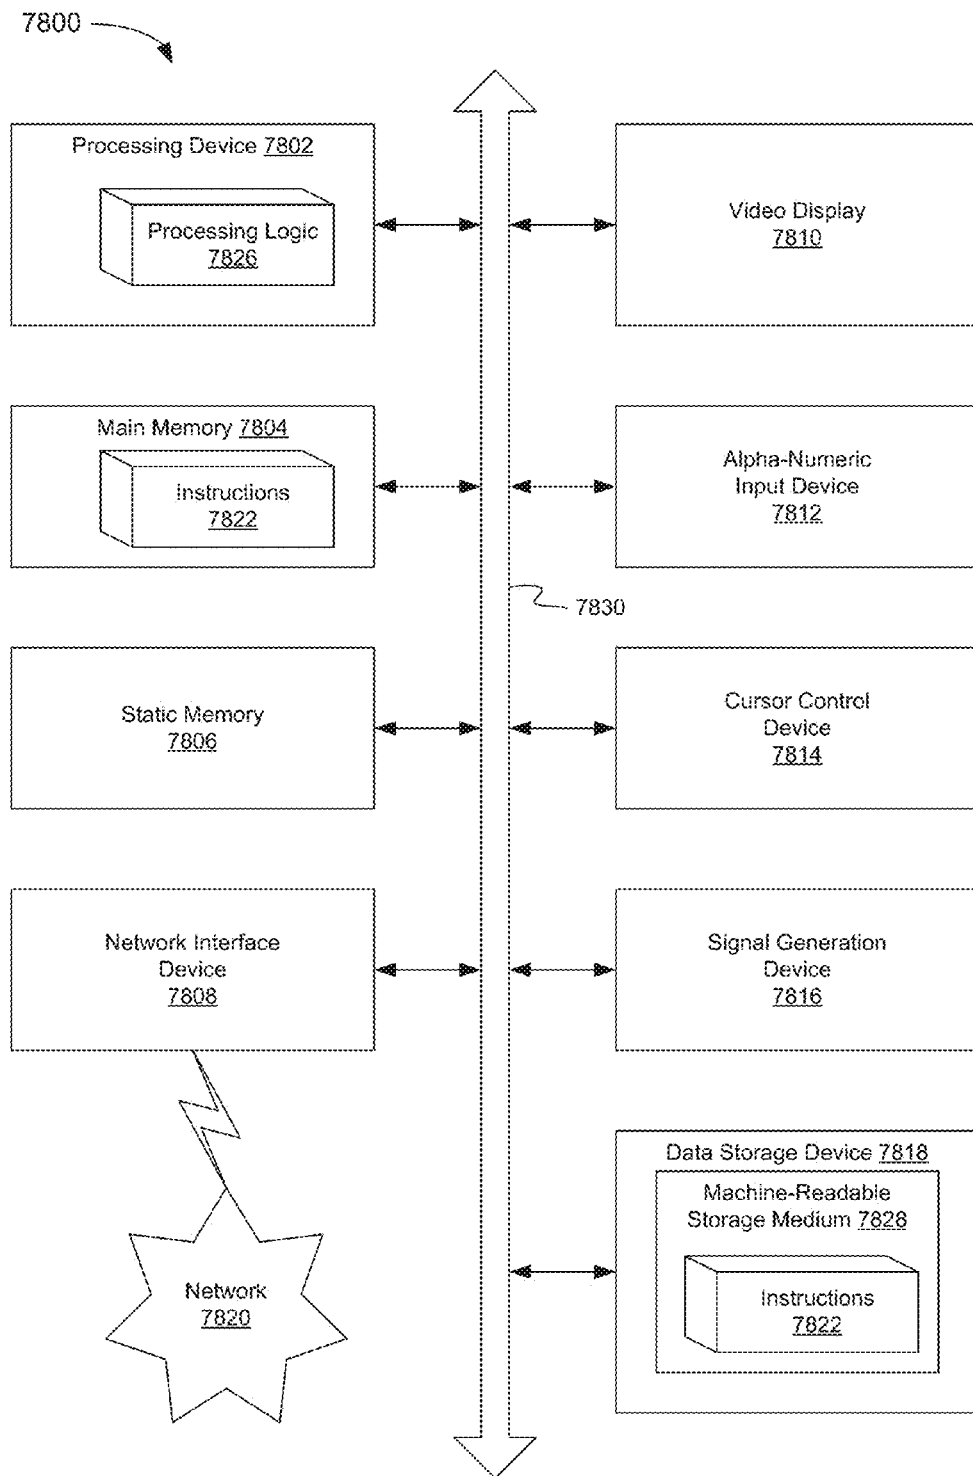 7800
Processing Device 7802
Processing Logic
7826
Main Memory 7804
Instructions
7822
Static Memory
7806
Network Interface
Device
7808
Network
7820
Video Display
7810
Alpha-Numeric
Input Device
7812
7830
Cursor Control
Device
7814
Signal Generation
Device
7816
Data Storage Device 7818
Machine-Readable
Storage Medium 7828
Instructions
7822